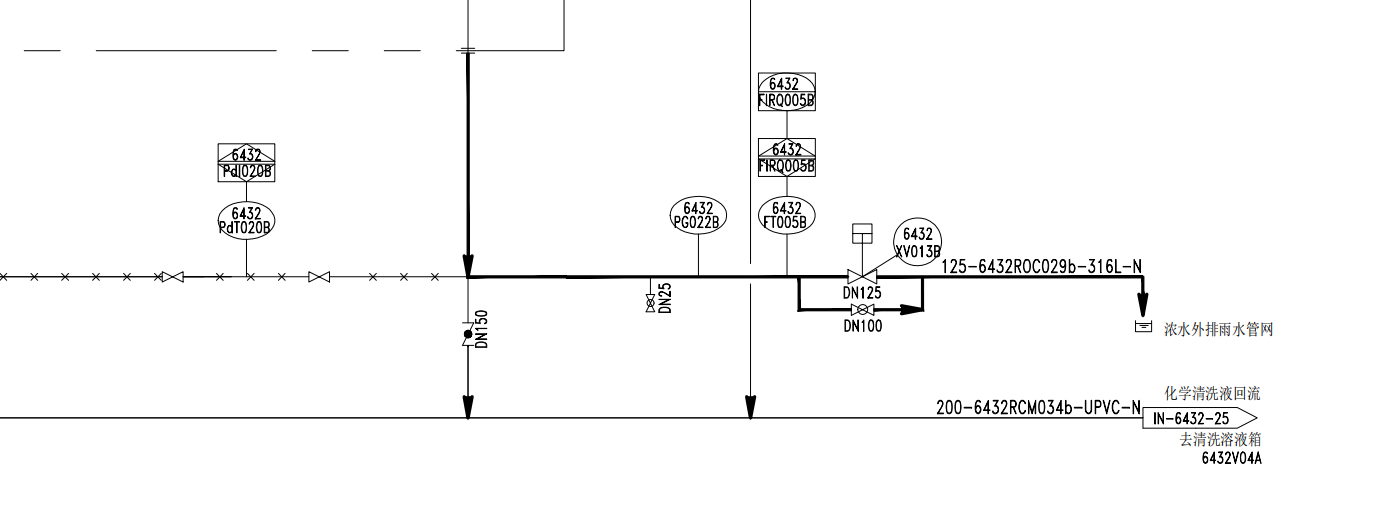 6432
FIRQ005B
6432
FIRQ005B
6432
PdI020B
6432
PdT020B
6432
PG022B
6432
FT005B
6432
XV013B
125-6432ROC029b-316L-N
DN125
DN25
DN100
DN150
浓水外排雨水管网
化学清洗液回流
200-6432RCM034b-UPVC-N
IN-6432-25
去清洗溶液箱
6432V04A